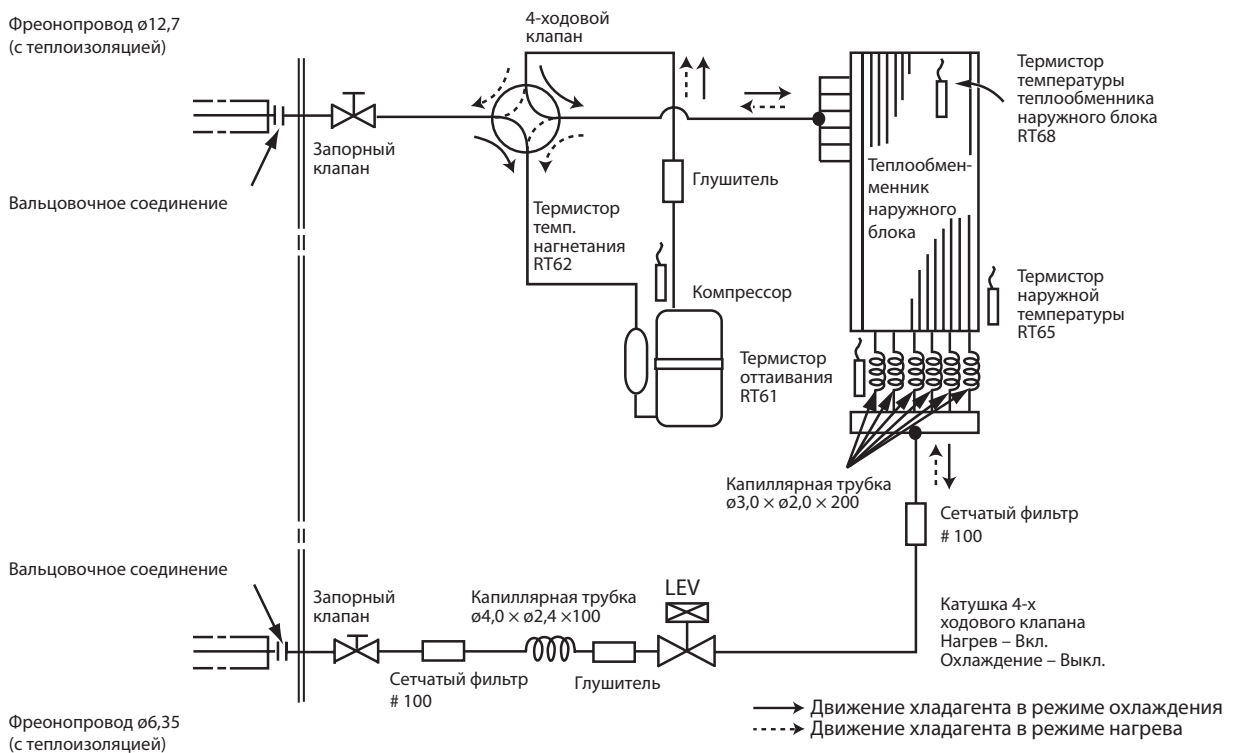 Фреонопровод ø12,7
(с теплоизоляцией)
4-ходовой
клапан
Термистор
температуры
теплообменника
наружного блока
RT68
Запорный
клапан
Вальцовочное соединение
Глушитель
Теплообмен-
менник
наружного
блока
Термистор
темп.
нагнетания
RT62
Компрессор
Термистор
наружной
температуры
RT65
Термистор
оттаивания
RT61
Капиллярная трубка
ø3,0 × ø2,0 × 200
Сетчатый фильтр
# 100
Вальцовочное соединение
Запорный
клапан
Капиллярная трубка
ø4,0 × ø2,4 ×100
LEV
Катушка 4-х
ходового клапана
Нагрев – Вкл.
Охлаждение – Выкл.
Сетчатый фильтр
# 100
Глушитель
Фреонопровод ø6,35
(с теплоизоляцией)
Движение хладагента в режиме охлаждения
Движение хладагента в режиме нагрева